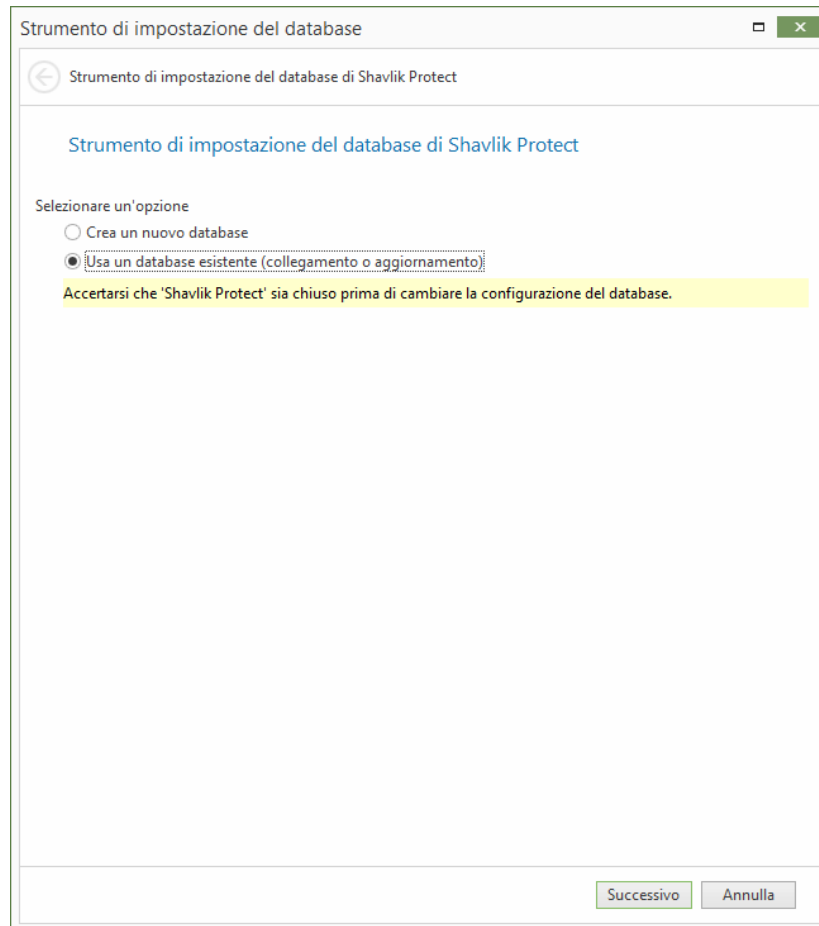 Strumento di impostazione del database
Strumento di impostazione del database di Shavlik Protect
Strumento di impostazione del database di Shavlik Protect
Selezionare un'opzione
Crea un nuovo database
Usa un database esistente (collegamento o aggiornamento)
Accertarsi che 'Shavlik Protect' sia chiuso prima di cambiare la configurazione del database.
Successivo Annulla